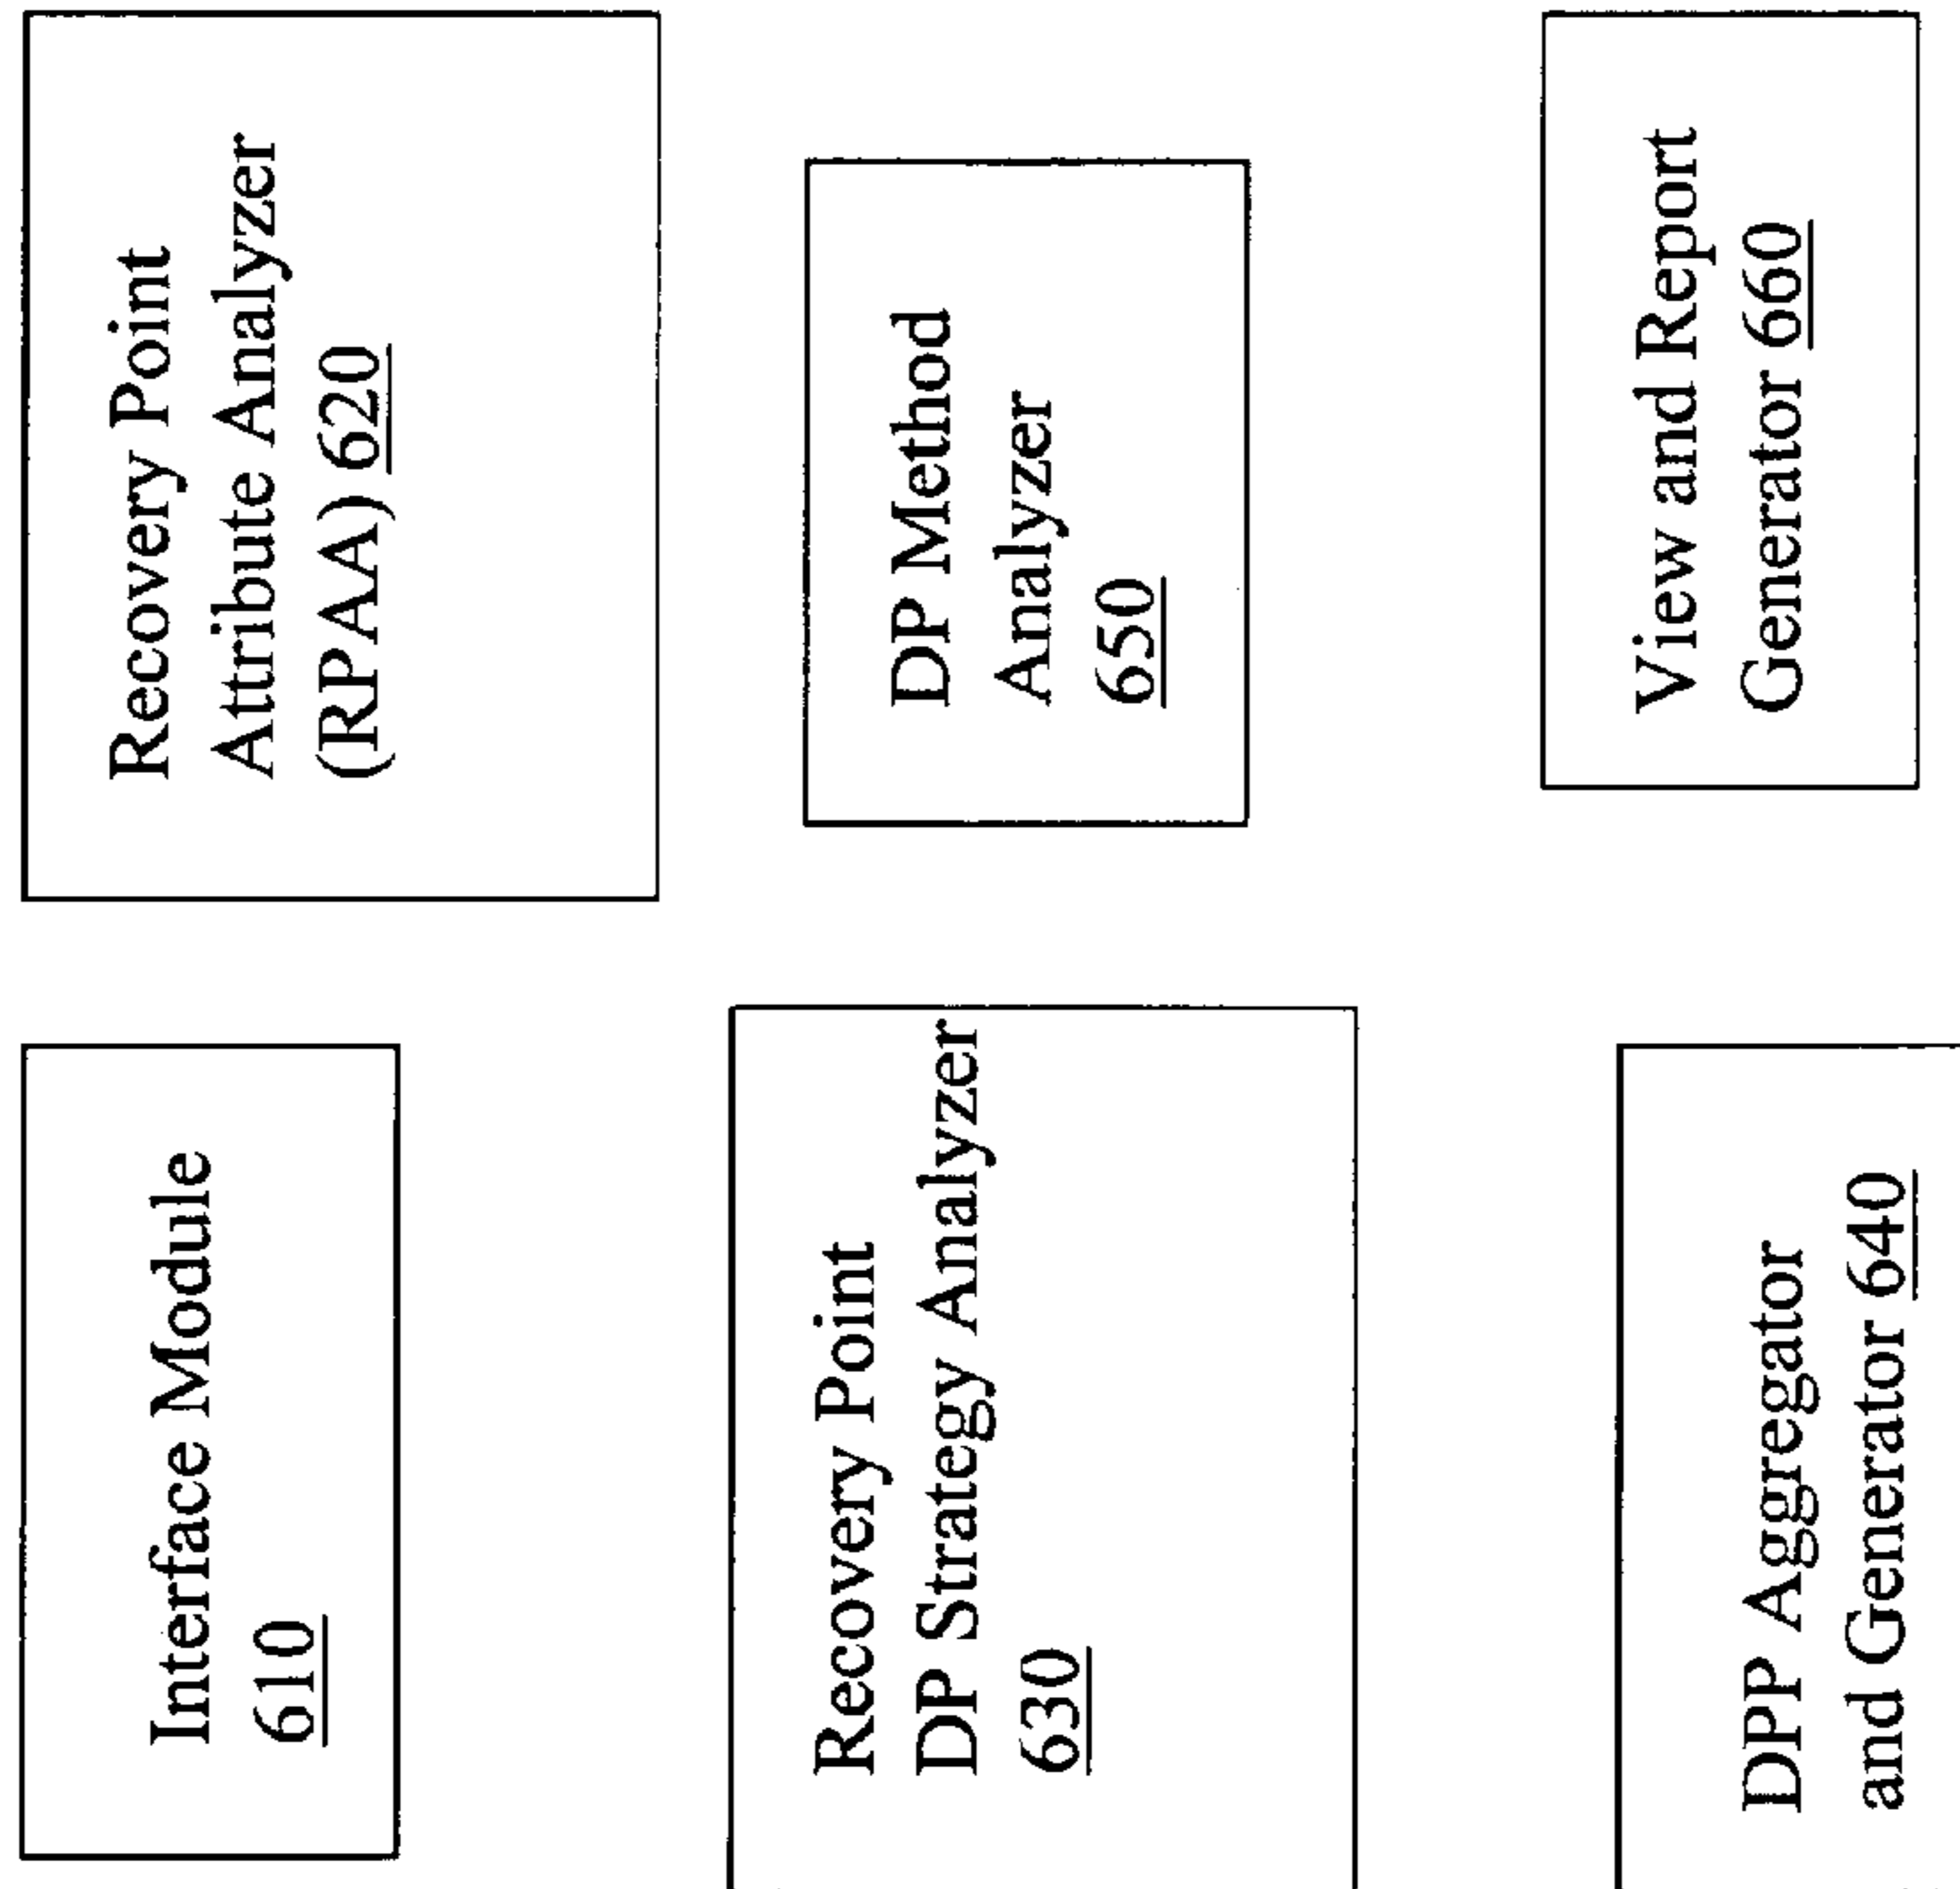 Interface Module
610
Recovery Point
Attribute Analyzer
(RPAA) 620
Recovery Point
DP Strategy Analyzer
630
DP Method
Analyzer
650
DPP Aggregator
and Generator 640
View and Report
Generator 660